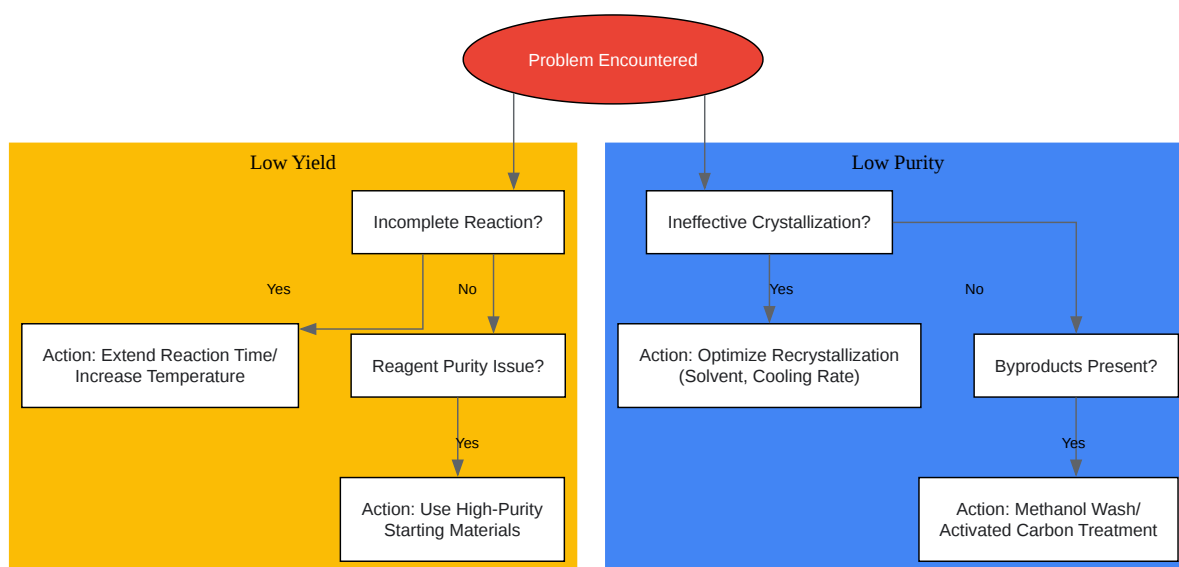 Problem Encountered
Low Yield
Incomplete Reaction?
Yes
No
Action: Extend Reaction Time/
Increase Temperature
Reagent Purity Issue?
Yes
Action: Use High-Purity
Starting Materials
Low Purity
Ineffective Crystallization?
Yes
No
Action: Optimize Recrystallization
(Solvent, Cooling Rate)
Byproducts Present?
Yes
Action: Methanol Wash/
Activated Carbon Treatment